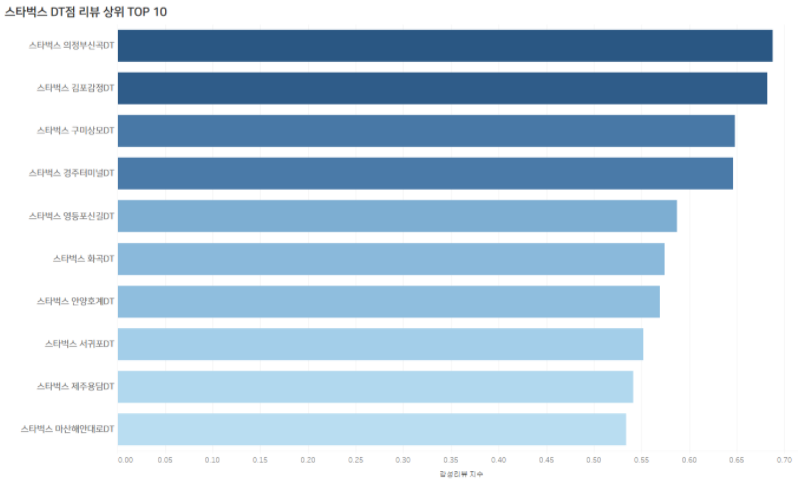 스타벅스 DT점 리뷰 상위 TOP 10
스타벅스 의정부신곡DT
스타벅스 김포감정DT
스타벅스 구미상모DT
스타벅스 경주터미널DT
스타벅스 영등포신길DT
스타벅스 화곡DT
스타벅스 안양호계DT
스타벅스 서귀포DT
스타벅스 제주용담DT
스타벅스 마산해안대로DT
0.00 0.05 0.10 0.15 0.20 0.25 0.30 0.35 0.40 0.45 0.50 0.55 0.60 0.65 0.70
감성리뷰 지수